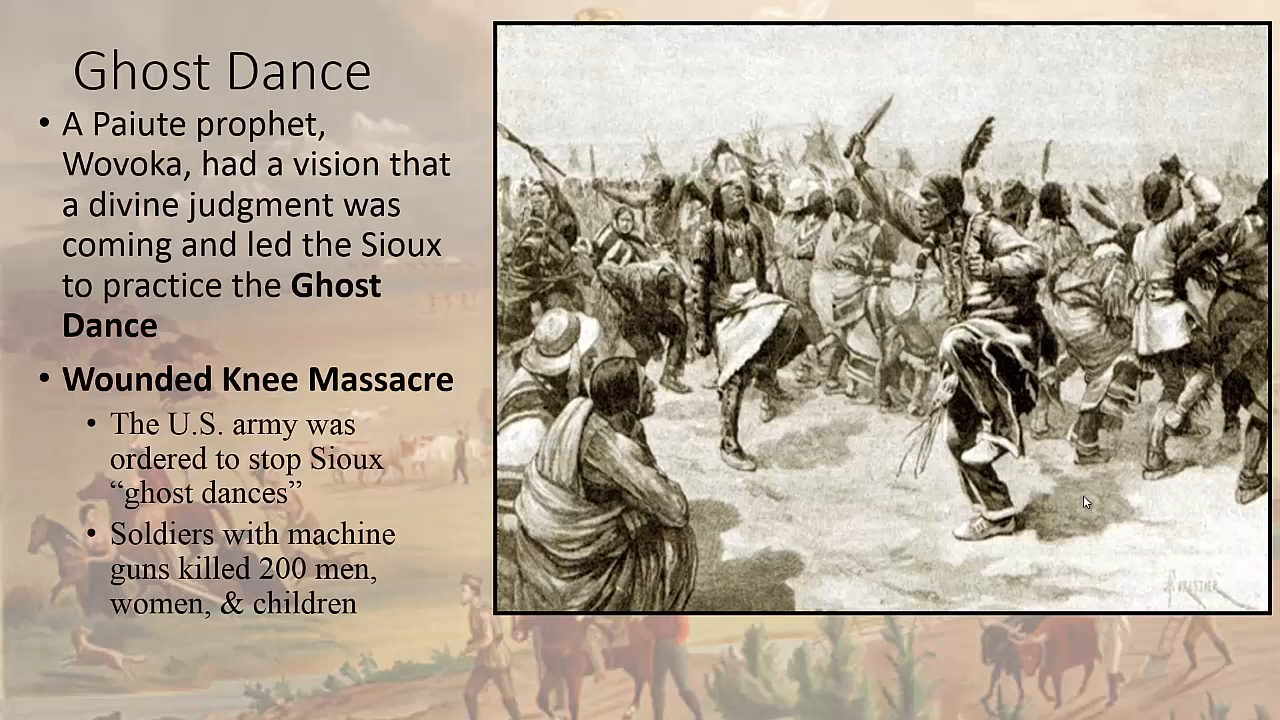 Ghost Dance
• A Paiute prophet,
Wovoka, had a vision that
a divine judgment was
coming and led the Sioux
to practice the Ghost
Dance
• Wounded Knee Massacre
• The U.S. army was
ordered to stop Sioux
“ghost dances”
• Soldiers with machine
guns killed 200 men,
women, & children